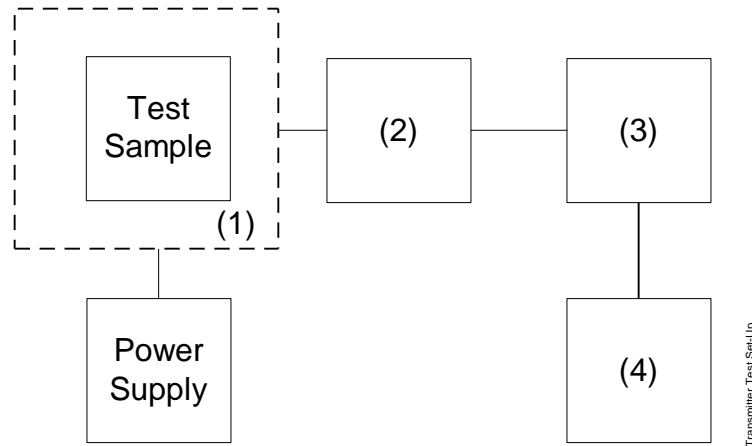 Test
Sample
(1)
(2)
(3)
Power
Supply
(4)
Transmitter Test Set-Up